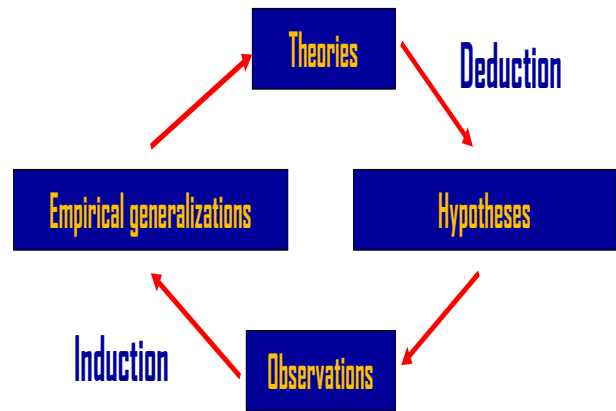 Theories
Deduction
Empirical generalizations
Hypotheses
Induction
Observations